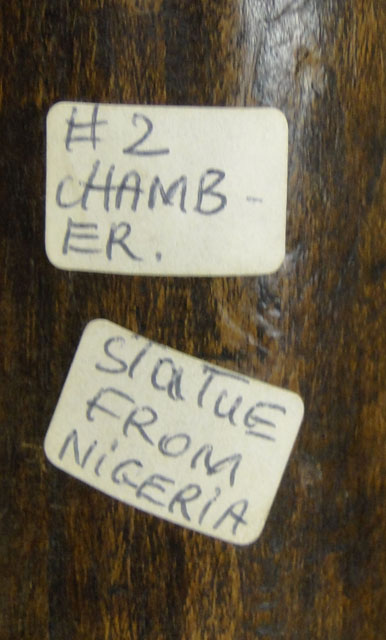 #2
CHAMB-
ER.
STATUE
FROM
NIGERIA